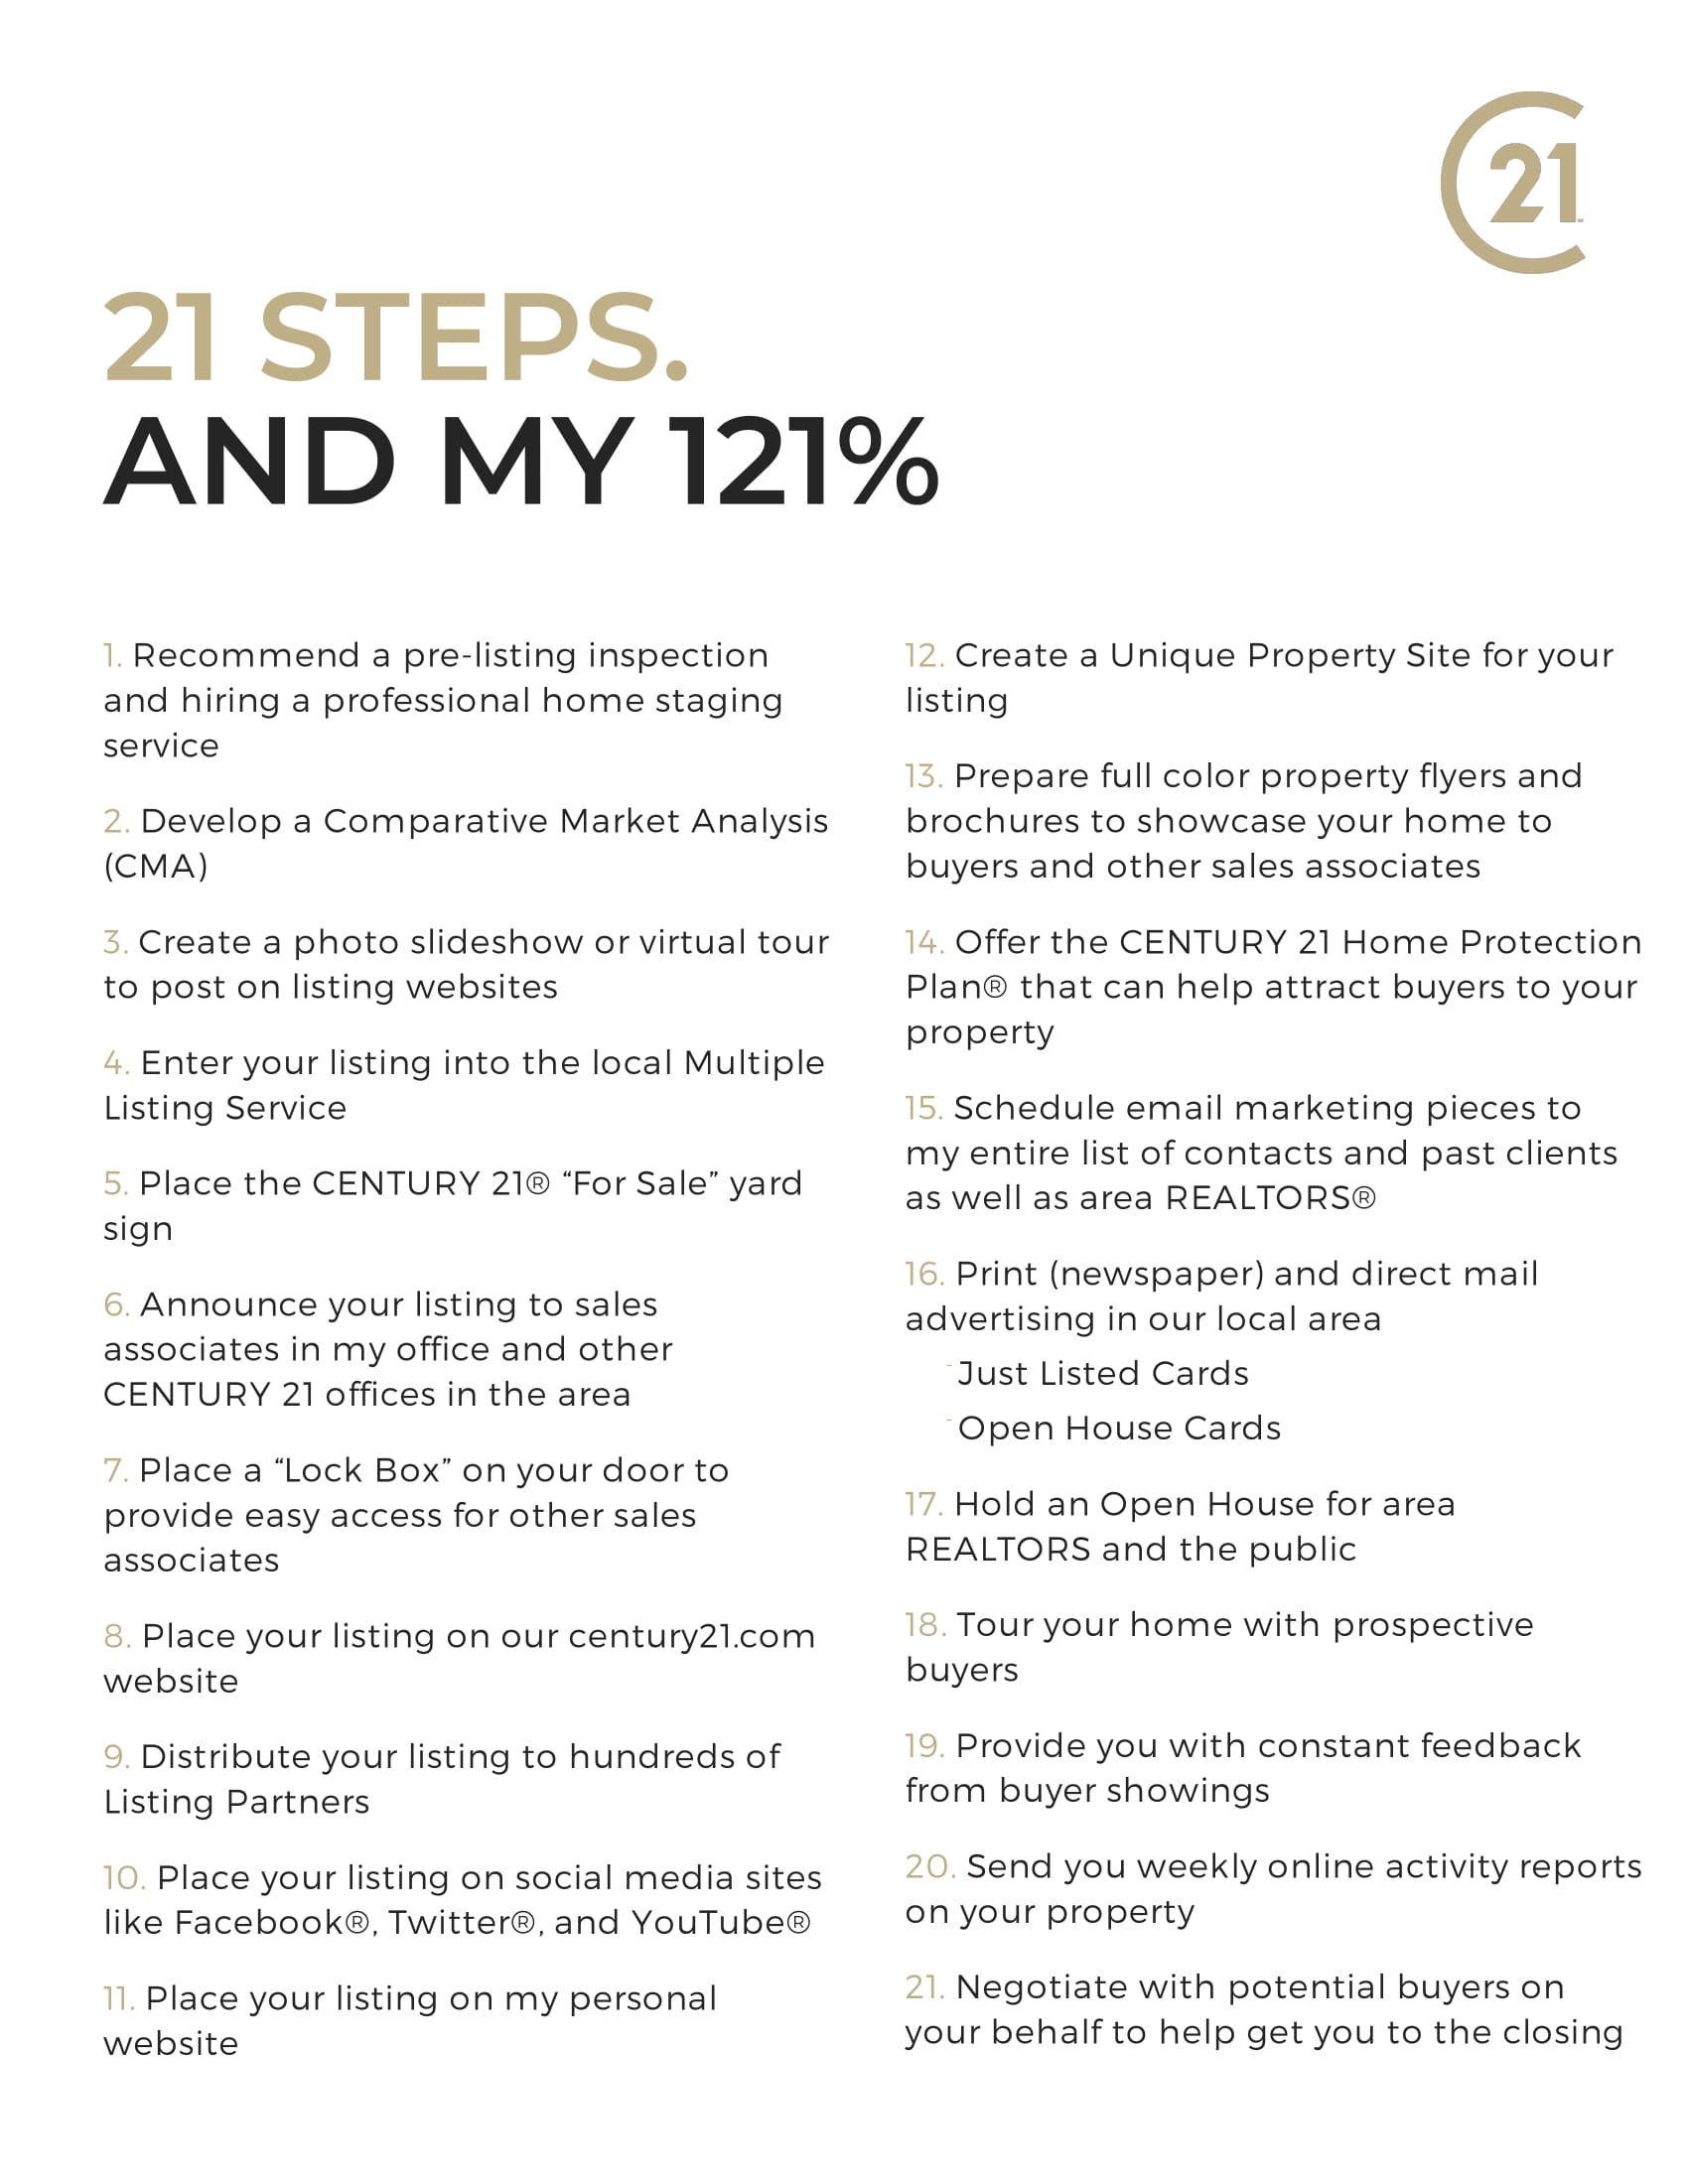 21
21 STEPS.
AND MY 121%
1. Recommend a pre-listing inspection
and hiring a professional home staging
service
2. Develop a Comparative Market Analysis
(CMA)
3. Create a photo slideshow or virtual tour
to post on listing websites
4. Enter your listing into the local Multiple
Listing Service
5. Place the CENTURY 21® “For Sale” yard
sign
6. Announce your listing to sales
associates in my office and other
CENTURY 21 offices in the area
7. Place a “Lock Box” on your door to
provide easy access for other sales
associates
8. Place your listing on our century21.com
website
9. Distribute your listing to hundreds of
Listing Partners
10. Place your listing on social media sites
like Facebook®, Twitter®, and YouTube®
11. Place your listing on my personal
website
12. Create a Unique Property Site for your
listing
13. Prepare full color property flyers and
brochures to showcase your home to
buyers and other sales associates
14. Offer the CENTURY 21 Home Protection
Plan® that can help attract buyers to your
property
15. Schedule email marketing pieces to
my entire list of contacts and past clients
as well as area REALTORS®
16. Print (newspaper) and direct mail
advertising in our local area
- Just Listed Cards
- Open House Cards
17. Hold an Open House for area
REALTORS and the public
18. Tour your home with prospective
buyers
19. Provide you with constant feedback
from buyer showings
20. Send you weekly online activity reports
on your property
21. Negotiate with potential buyers on
your behalf to help get you to the closing